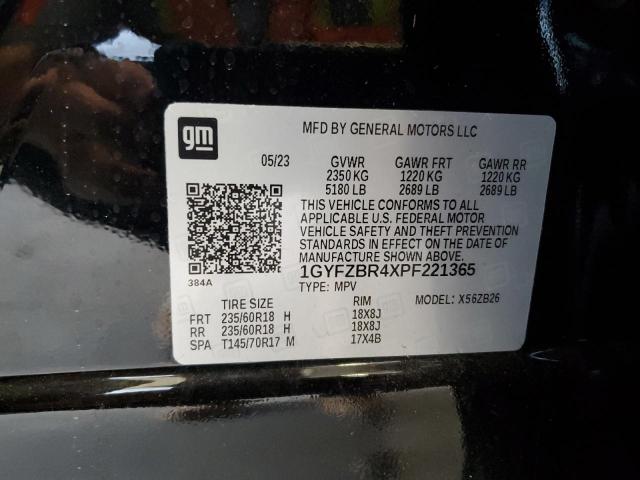 gm
MFD BY GENERAL MOTORS LLC
05/23 GVWR GAWR FRT GAWR RR
2350 KG 1220 KG 1220 KG
5180 LB 2689 LB 2689 LB
THIS VEHICLE CONFORMS TO ALL
APPLICABLE U.S. FEDERAL MOTOR
VEHICLE SAFETY AND THEFT PREVENTION
STANDARDS IN EFFECT ON THE DATE OF
MANUFACTURE SHOWN ABOVE.
1GYFZBR4XPF221365
384A
TYPE: MPV MODEL: X56ZB26
TIRE SIZE RIM
FRT 235/60R18 H 18X8J
RR 235/60R18 H 18X8J
SPA T145/70R17 M 17X4B